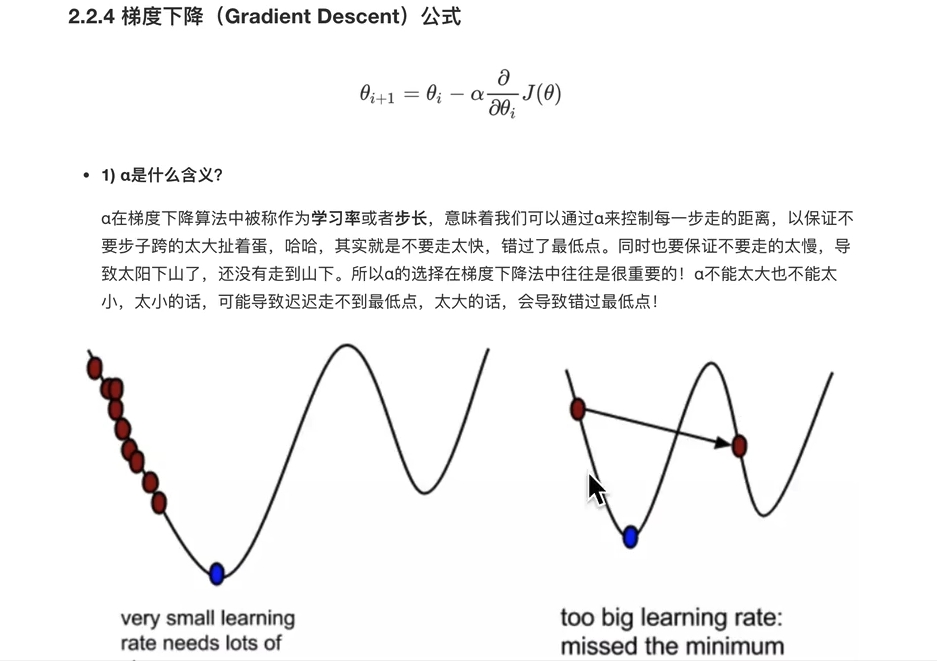 2.2.4 梯度下降（Gradient Descent）公式
θᵢ₊₁ = θᵢ − α ∂/∂θᵢ J(θ)
• 1) α是什么含义?
α在梯度下降算法中被称作为学习率或者步长，意味着我们可以通过α来控制每一步走的距离，以保证不
要步子跨的太大扯着蛋，哈哈，其实就是不要走太快，错过了最低点。同时也要保证不要走的太慢，导
致太阳下山了，还没有走到山下。所以α的选择在梯度下降法中往往是很重要的！α不能太大也不能太
小，太小的话，可能导致迟迟走不到最低点，太大的话，会导致错过最低点！
very small learning
rate needs lots of
too big learning rate:
missed the minimum